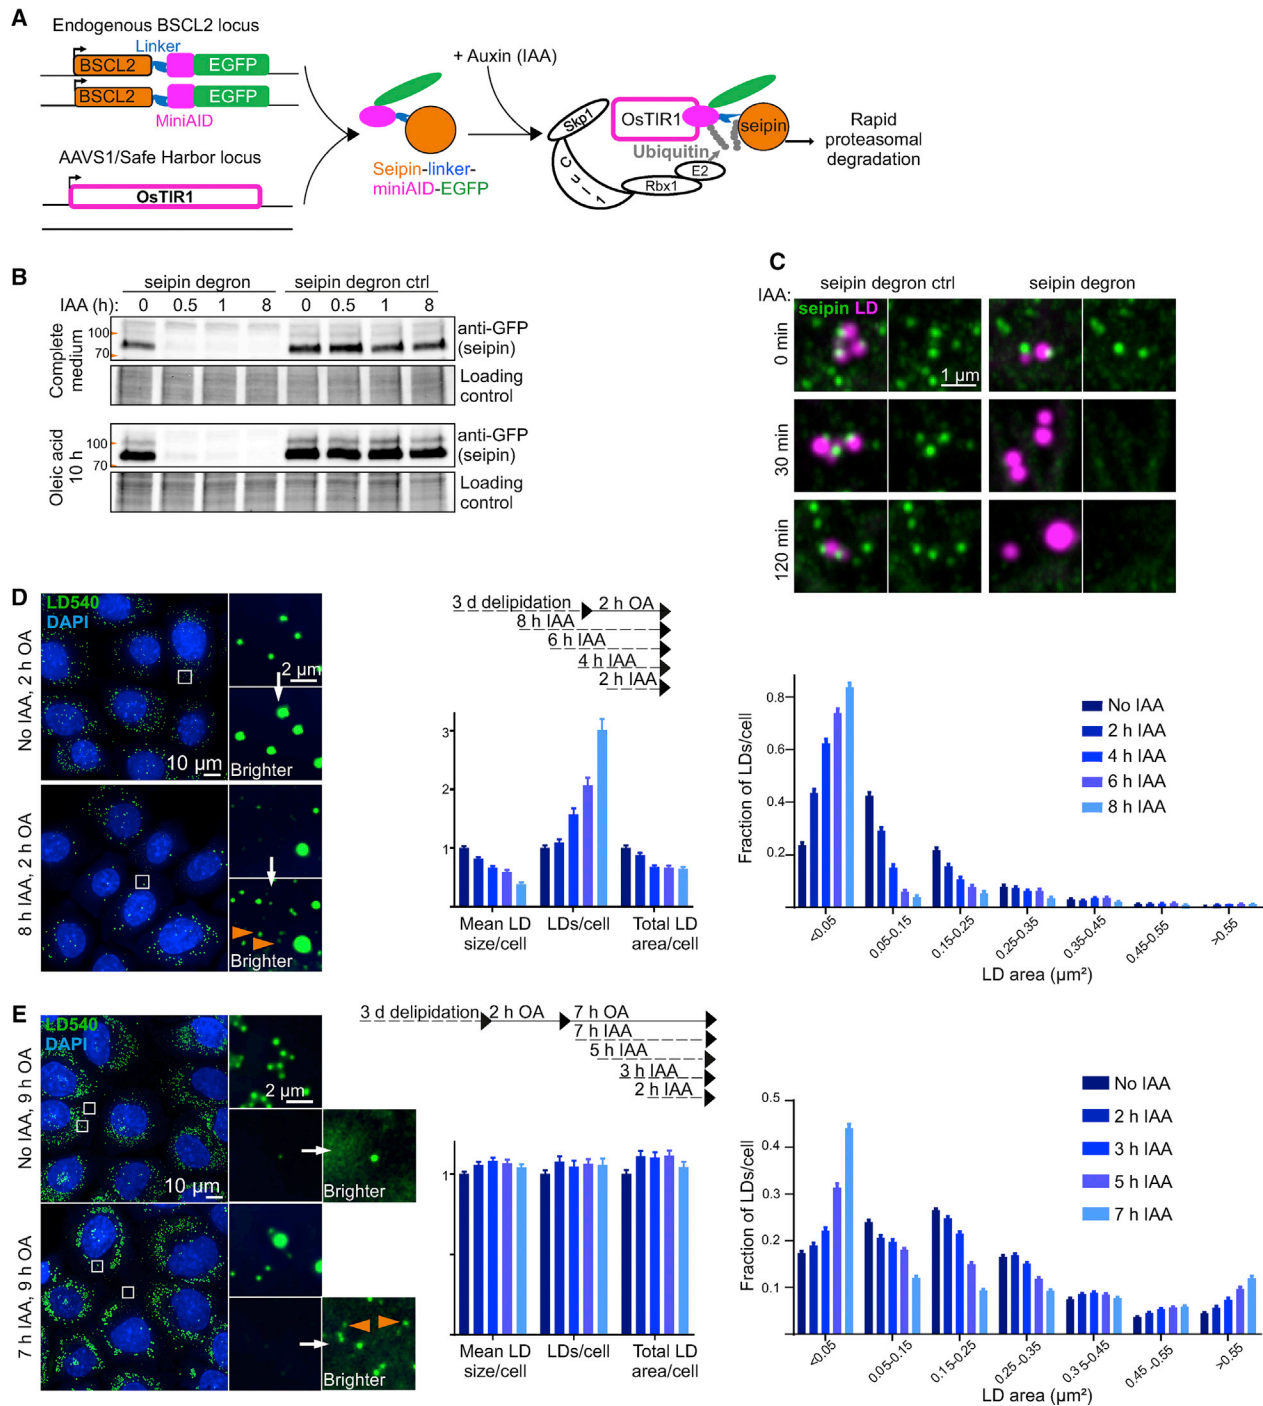 A
Endogenous BSCL2 locus
Linker
BSCL2
EGFP
BSCL2
EGFP
MiniAID
AAVS1/Safe Harbor locus
OsTIR1
Seipin-linker-
miniAID-EGFP
+ Auxin (IAA)
Skp1
Cul1
OsTIR1
seipin
Ubiquitin
E2
Rbx1
Rapid
proteasomal
degradation
B
seipin degron
seipin degron ctrl
IAA (h): 0 0.5 1 8 0 0.5 1 8
Complete
medium
100
70
anti-GFP
(seipin)
Loading
control
Oleic acid
10 h
100
70
anti-GFP
(seipin)
Loading
control
C
seipin degron ctrl
seipin degron
IAA:
seipin LD
0 min
1 µm
30 min
120 min
D
LD540
DAPI
No IAA, 2 h OA
10 µm
2 µm
Brighter
8 h IAA, 2 h OA
Brighter
3 d delipidation
2 h OA
8 h IAA
6 h IAA
4 h IAA
2 h IAA
3
2
1
Mean LD
size/cell
LDs/cell
Total LD
area/cell
Fraction of LDs/cell
0.8
0.6
0.4
0.2
No IAA
2 h IAA
4 h IAA
6 h IAA
8 h IAA
<0.05
0.05-0.15
0.15-0.25
0.25-0.35
0.35-0.45
0.45-0.55
>0.55
LD area (µm²)
E
LD540
DAPI
No IAA, 9 h OA
10 µm
2 µm
Brighter
7 h IAA, 9 h OA
Brighter
3 d delipidation
2 h OA
7 h OA
7 h IAA
5 h IAA
3 h IAA
2 h IAA
1
Mean LD
size/cell
LDs/cell
Total LD
area/cell
Fraction of LDs/cell
0.5
0.4
0.3
0.2
0.1
No IAA
2 h IAA
3 h IAA
5 h IAA
7 h IAA
<0.05
0.05-0.15
0.15-0.25
0.25-0.35
0.35-0.45
0.45-0.55
>0.55
LD area (µm²)